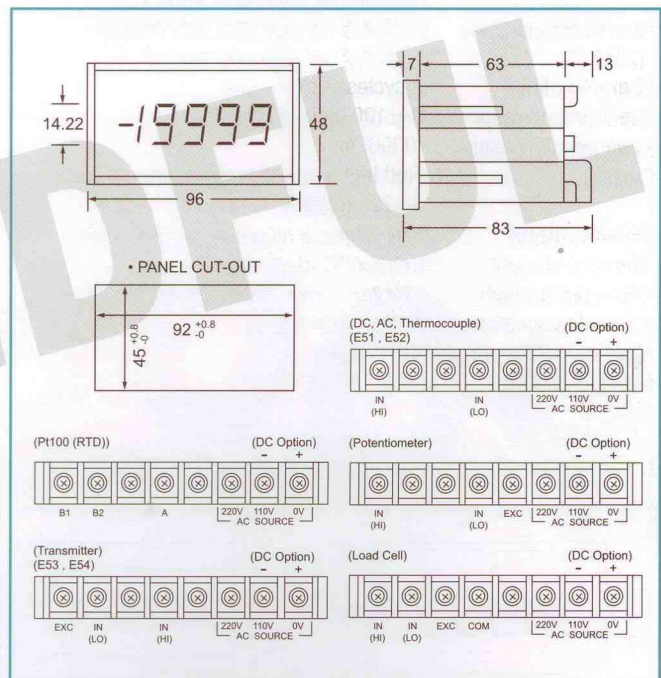 7 63 13
-19999
14.22
48
96
83
• PANEL CUT-OUT
92 +0.8 -0
45 +0.8 -0
(DC, AC, Thermocouple) (DC Option)
(E51 , E52) - +
IN IN 220V 110V 0V
(HI) (LO) AC SOURCE
(Pt100 (RTD)) (DC Option)
- +
B1 B2 A 220V 110V 0V
AC SOURCE
(Potentiometer) (DC Option)
- +
IN IN EXC 220V 110V 0V
(HI) (LO) AC SOURCE
(Transmitter) (DC Option)
(E53 , E54) - +
EXC IN IN 220V 110V 0V
(LO) (HI) AC SOURCE
(Load Cell) (DC Option)
- +
IN IN EXC COM 220V 110V 0V
(HI) (LO) AC SOURCE